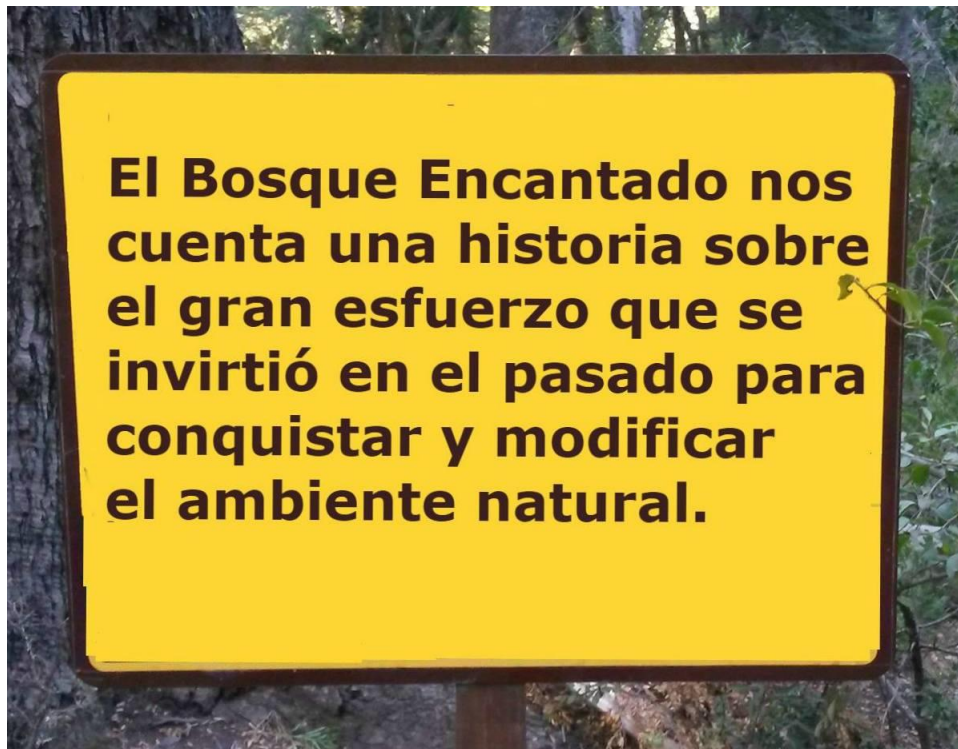 El Bosque Encantado nos
cuenta una historia sobre
el gran esfuerzo que se
invirtió en el pasado para
conquistar y modificar
el ambiente natural.